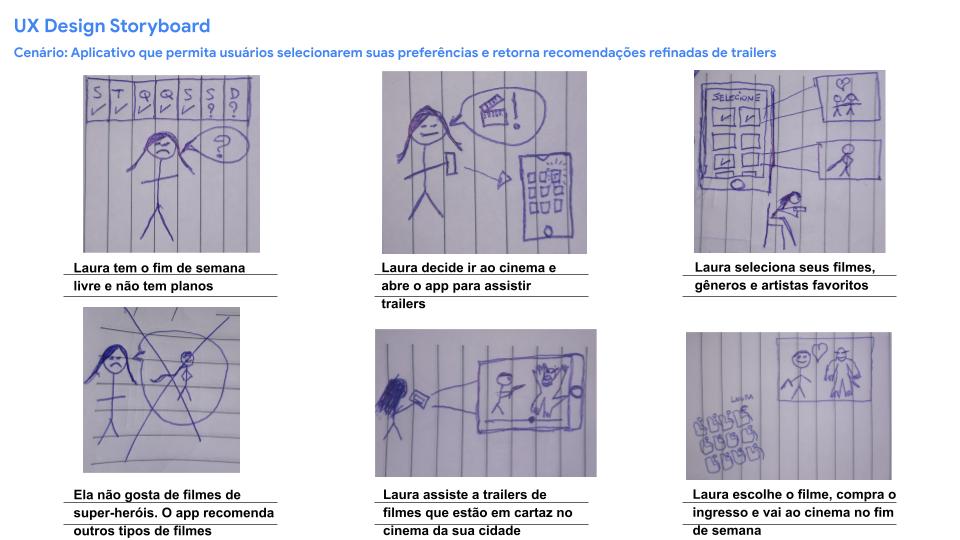 UX Design Storyboard
Cenário: Aplicativo que permita usuários selecionarem suas preferências e retorna recomendações refinadas de trailers
S T Q Q S S D
?
? ?
!
SELECIONE
Laura tem o fim de semana
livre e não tem planos
Laura decide ir ao cinema e
abre o app para assistir
trailers
Laura seleciona seus filmes,
gêneros e artistas favoritos
LAURA
Ela não gosta de filmes de
super-heróis. O app recomenda
outros tipos de filmes
Laura assiste a trailers de
filmes que estão em cartaz no
cinema da sua cidade
Laura escolhe o filme, compra o
ingresso e vai ao cinema no fim
de semana